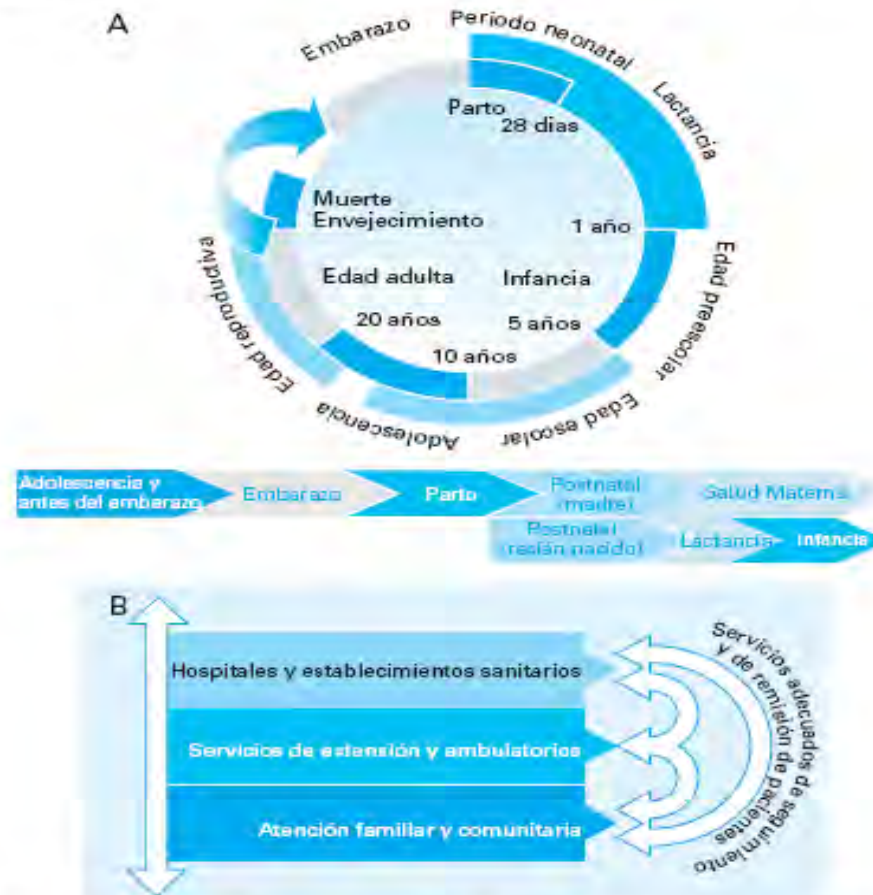 A
Embarazo
Periodo neonatal
Lactancia
Parto
28 dias
Muerte
Envejecimiento
1 año
Edad adulta
Infancia
20 años
5 años
10 años
Edad preescolar
Edad escolar
Adolescencia
Edad reproductiva
Adolescencia y
antes del embarazo
Embarazo
Parto
Postnatal
(madre)
Salud Materna
Postnatal
(recién nacido)
Lactancia
Infancia
B
Hospitales y establecimientos sanitarios
Servicios de extensión y ambulatorios
Atención familiar y comunitaria
Servicios adecuados de seguimiento
y de remisión de pacientes